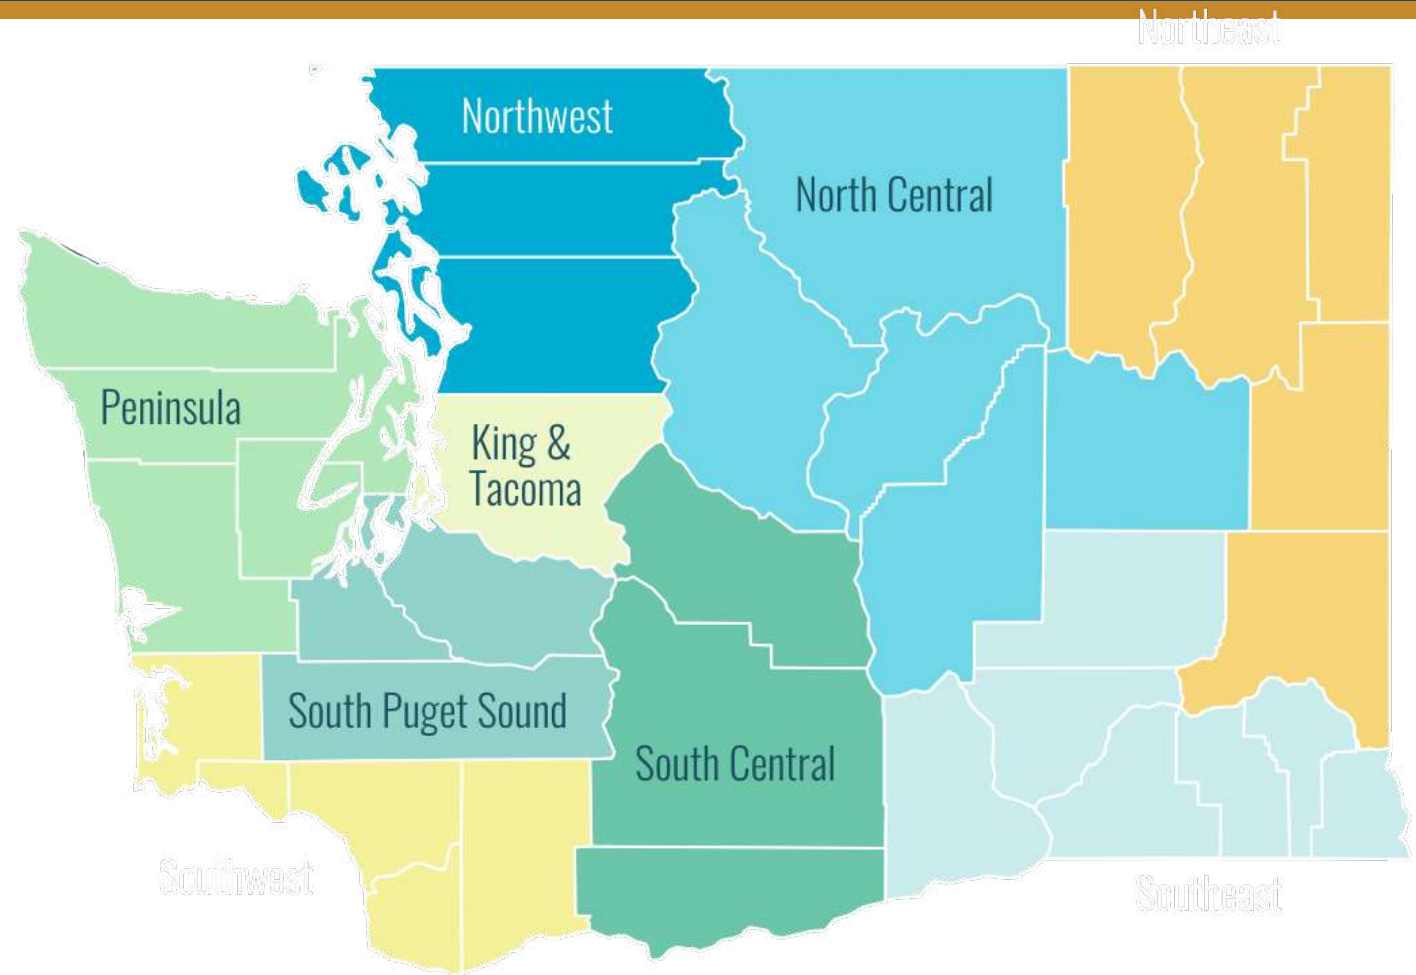 Northeast
Northwest
North Central
Peninsula
King &
Tacoma
South Puget Sound
South Central
Southwest
Southeast